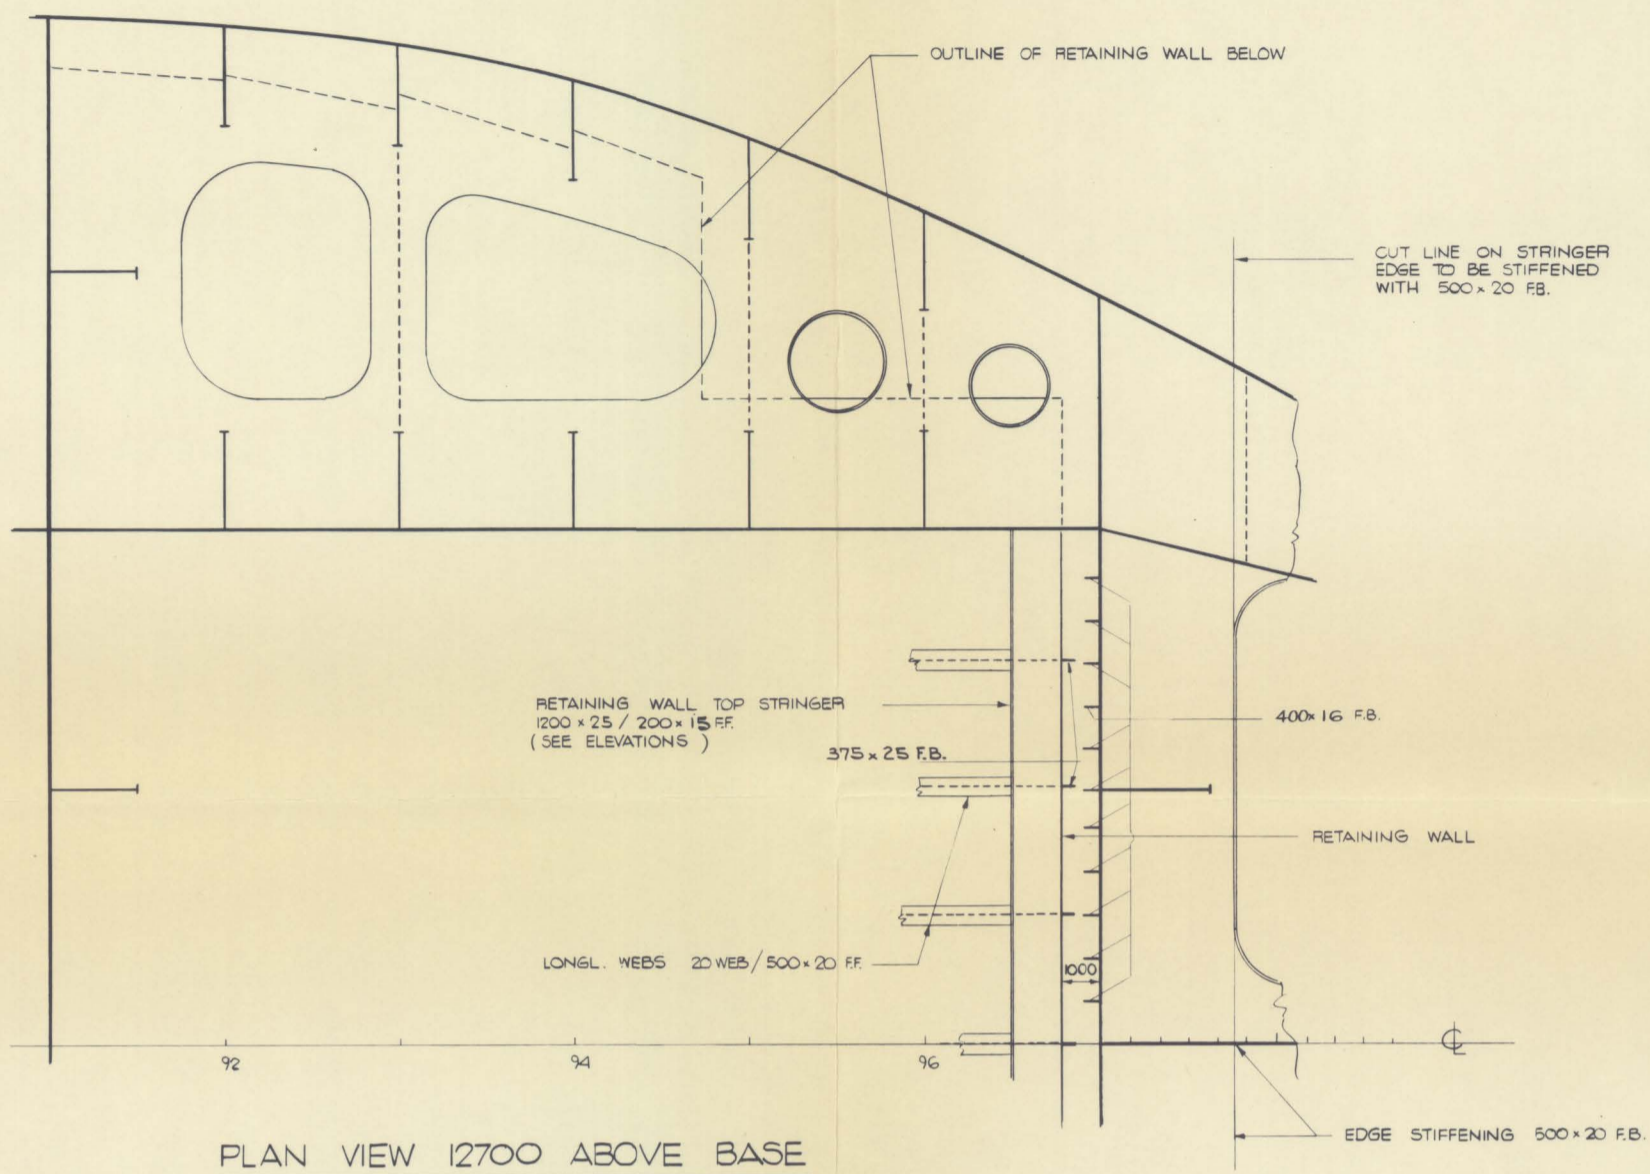 OUTLINE OF RETAINING WALL BELOW
CUT LINE ON STRINGER
EDGE TO BE STIFFENED
WITH 500 x 20 F.B.
RETAINING WALL TOP STRINGER
1200 x 25 / 200 x 15 F.F.
( SEE ELEVATIONS )
400 x 16 F.B.
375 x 25 F.B.
RETAINING WALL
LONGL. WEBS 20 WEB / 500 x 20 F.F.
1000
92
94
96
℄
EDGE STIFFENING 500 x 20 F.B.
PLAN VIEW 12700 ABOVE BASE